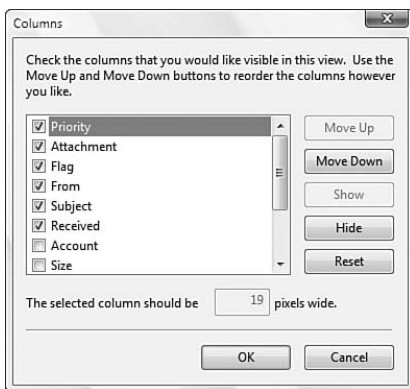 Columns
Check the columns that you would like visible in this view. Use the
Move Up and Move Down buttons to reorder the columns however
you like.
Priority
Attachment
Flag
From
Subject
Received
Account
Size
Move Up
Move Down
Show
Hide
Reset
The selected column should be 19 pixels wide.
OK Cancel